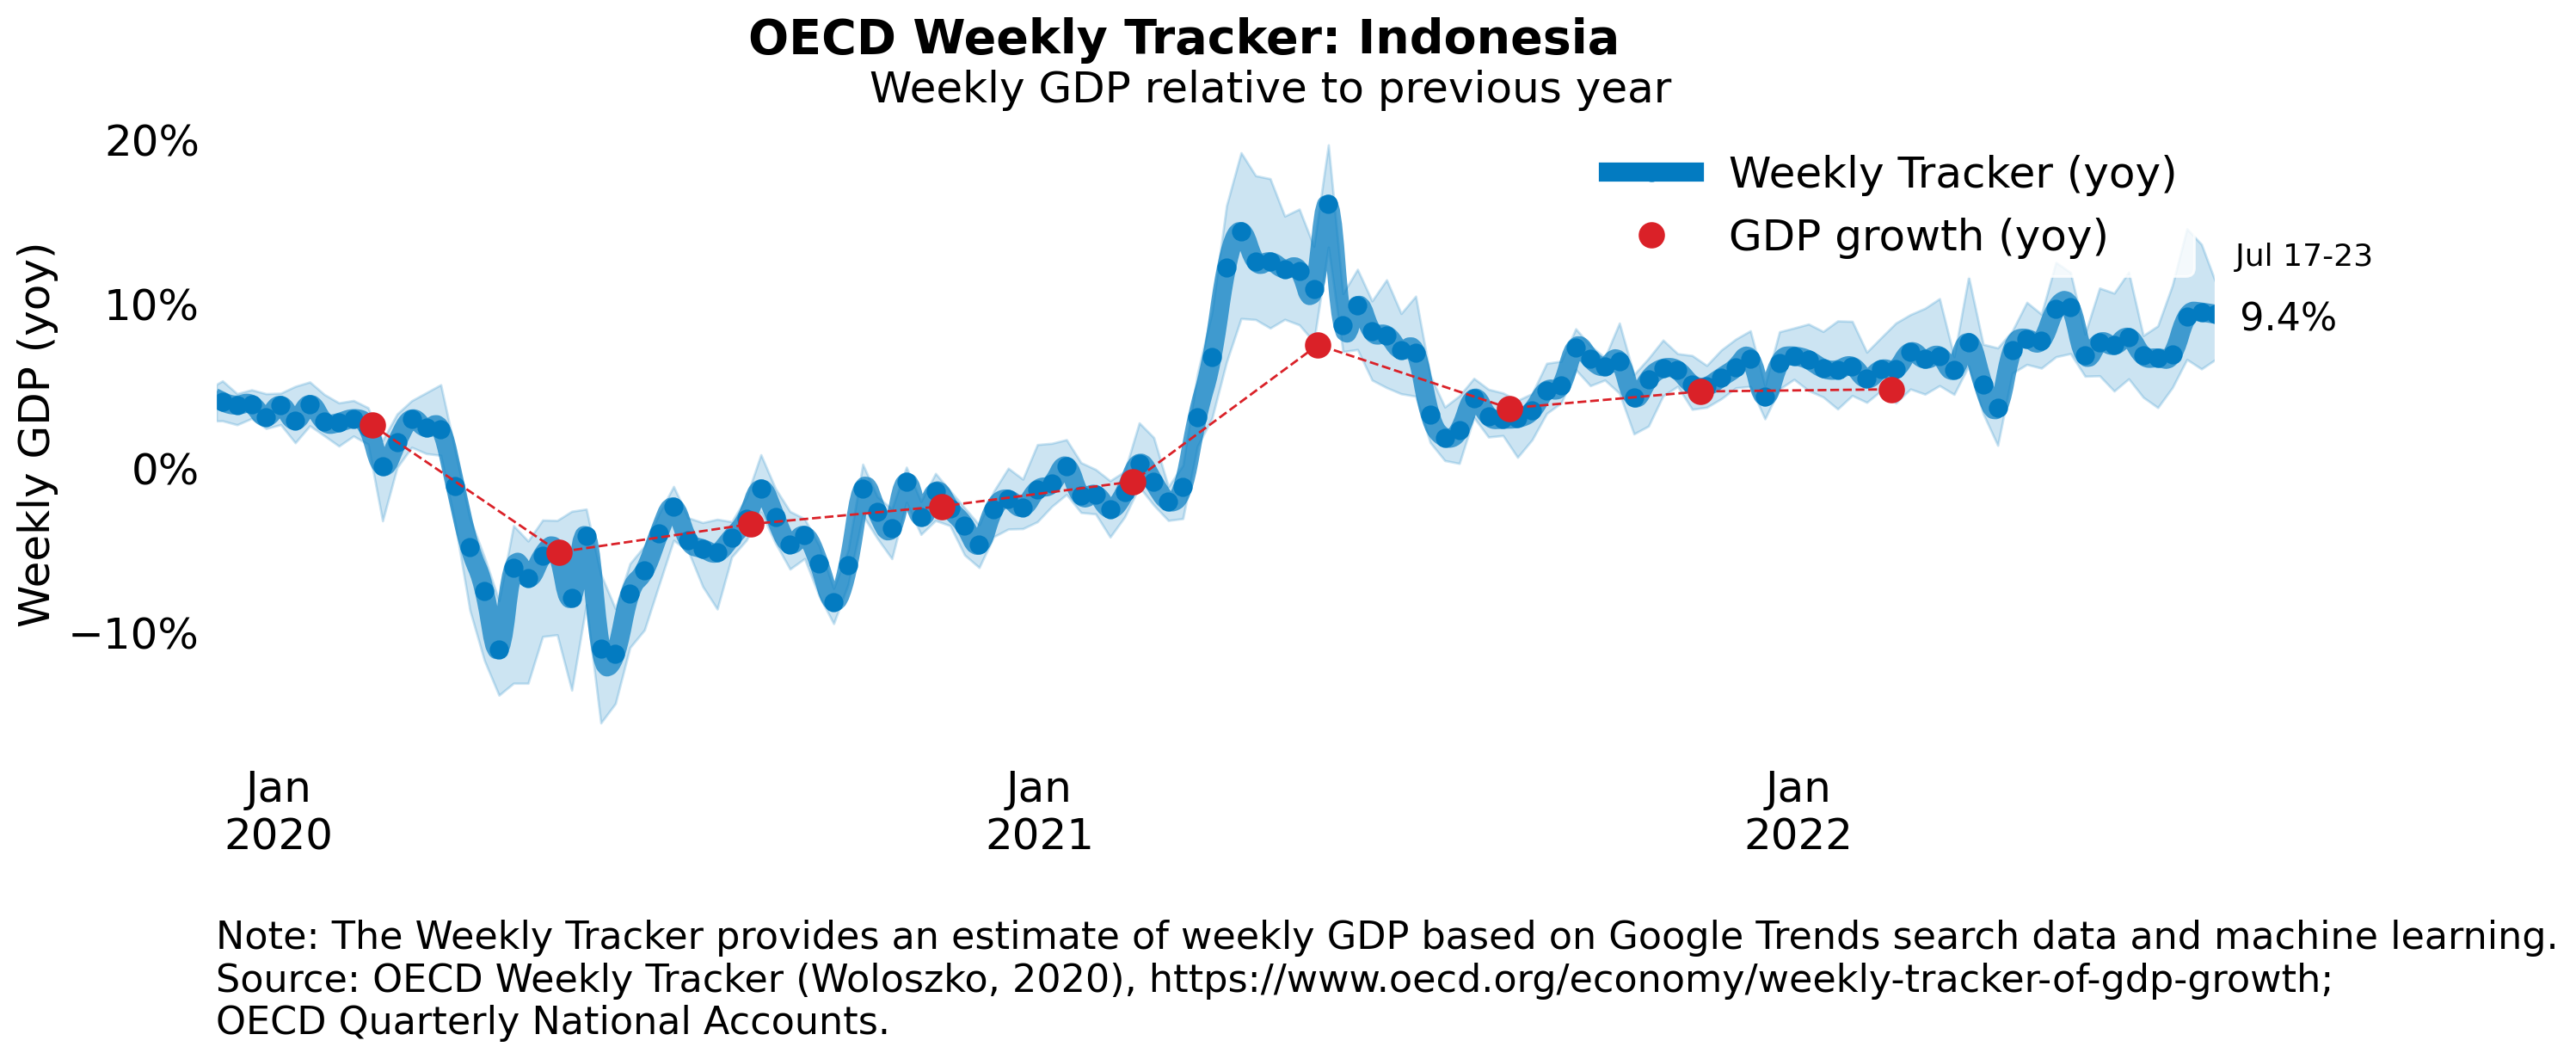 OECD Weekly Tracker: Indonesia
Weekly GDP relative to previous year
Weekly GDP (yoy)
20%
10%
0%
−10%
Weekly Tracker (yoy)
GDP growth (yoy)
Jul 17-23
9.4%
Jan
2020
Jan
2021
Jan
2022
Note: The Weekly Tracker provides an estimate of weekly GDP based on Google Trends search data and machine learning.
Source: OECD Weekly Tracker (Woloszko, 2020), https://www.oecd.org/economy/weekly-tracker-of-gdp-growth;
OECD Quarterly National Accounts.